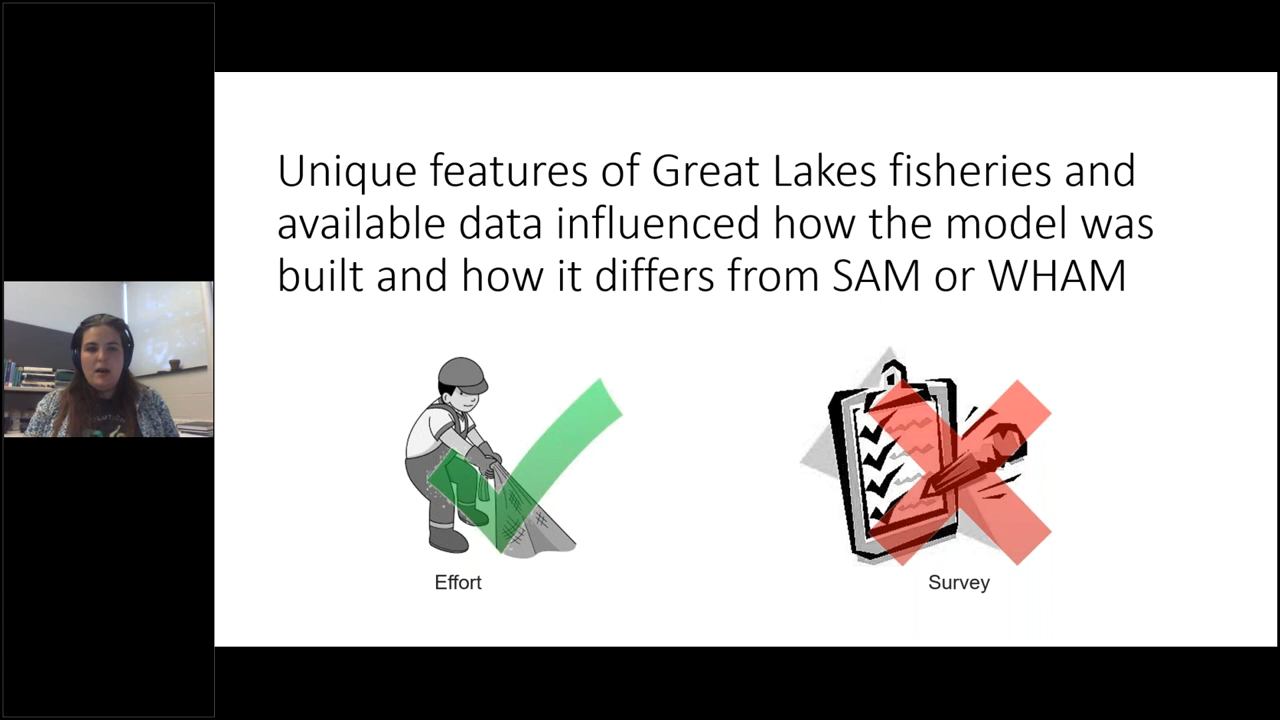 Unique features of Great Lakes fisheries and
available data influenced how the model was
built and how it differs from SAM or WHAM
Effort
Survey